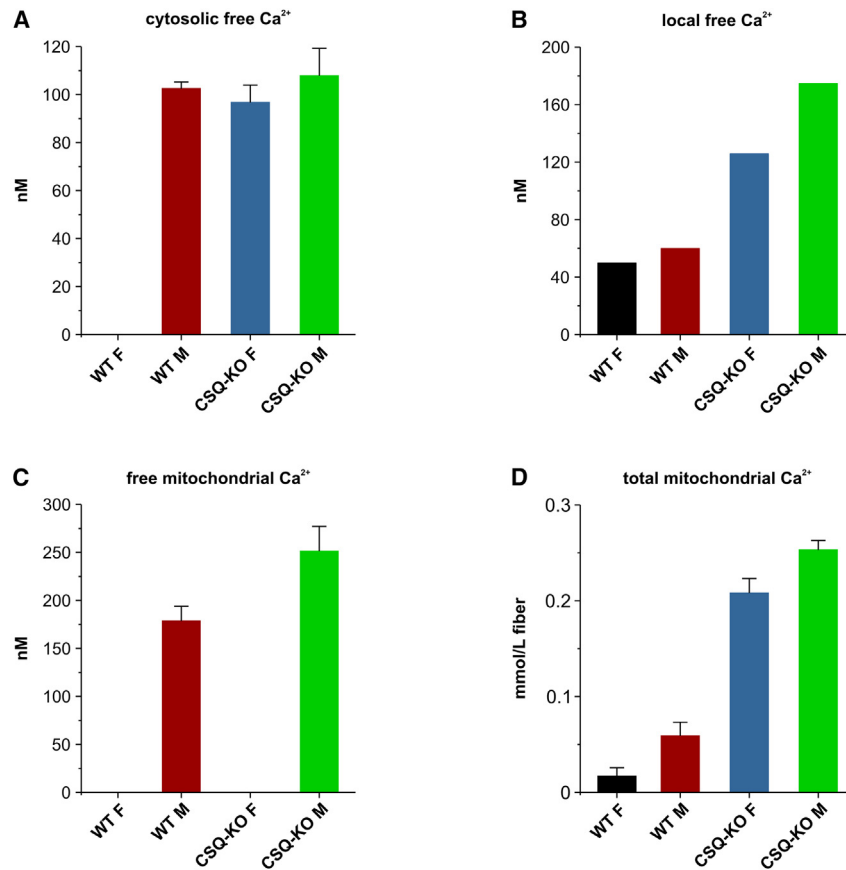 A
cytosolic free Ca²⁺
120
100
80
60
40
20
0
nM
WT F
WT M
CSQ-KO F
CSQ-KO M
B
local free Ca²⁺
200
160
120
80
40
0
nM
WT F
WT M
CSQ-KO F
CSQ-KO M
C
free mitochondrial Ca²⁺
300
250
200
150
100
50
0
nM
WT F
WT M
CSQ-KO F
CSQ-KO M
D
total mitochondrial Ca²⁺
0.3
0.2
0.1
0
mmol/L fiber
WT F
WT M
CSQ-KO F
CSQ-KO M